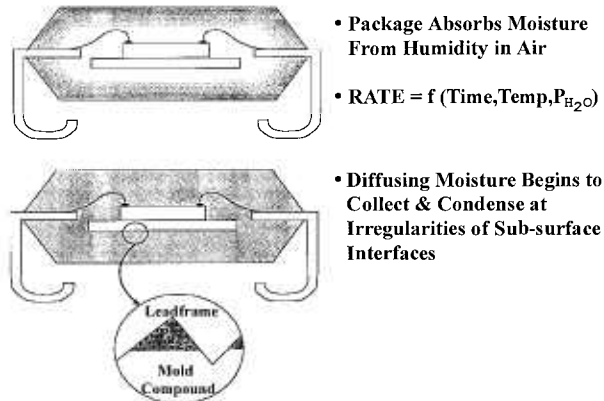 • Package Absorbs Moisture
From Humidity in Air
• RATE = f (Time,Temp,P_H₂O)
• Diffusing Moisture Begins to
Collect & Condense at
Irregularities of Sub-surface
Interfaces
Leadframe
Mold
Compound